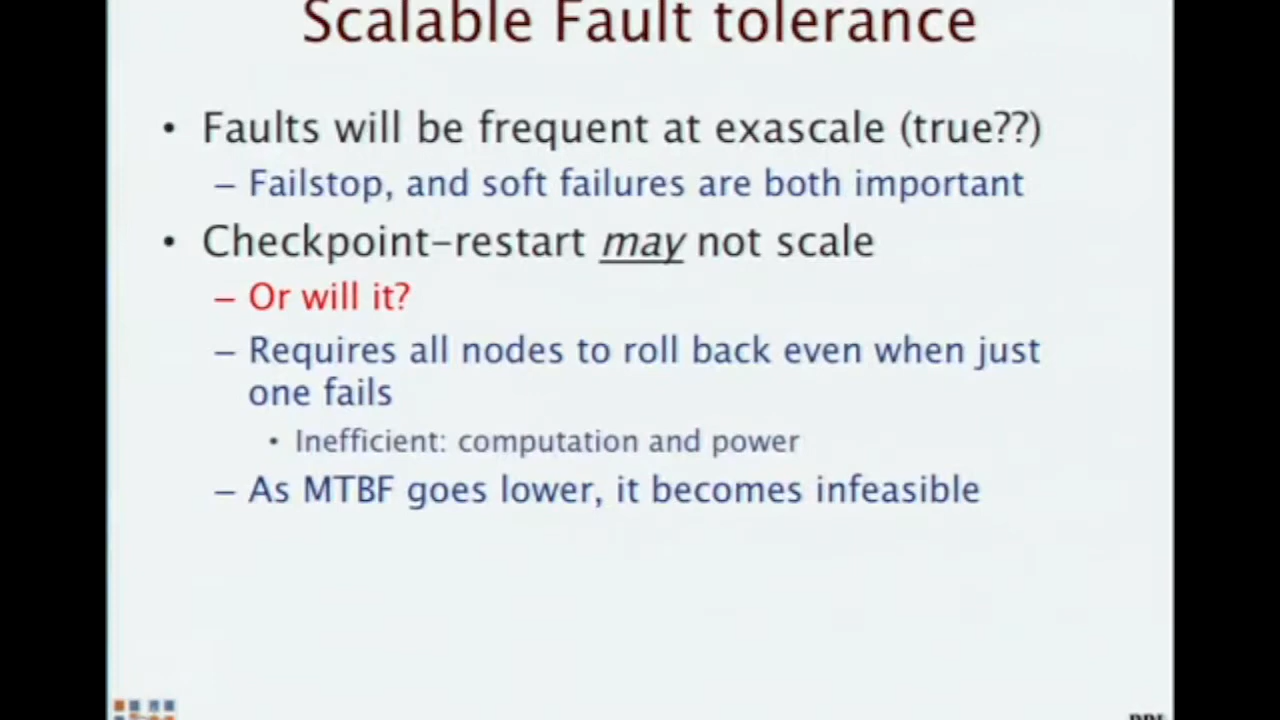 Scalable Fault tolerance
• Faults will be frequent at exascale (true??)
– Failstop, and soft failures are both important
• Checkpoint-restart may not scale
– Or will it?
– Requires all nodes to roll back even when just
one fails
• Inefficient: computation and power
– As MTBF goes lower, it becomes infeasible